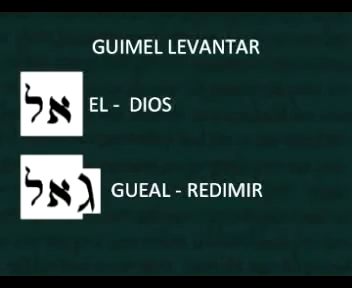 GUIMEL LEVANTAR
אל EL - DIOS
גאל GUEAL - REDIMIR